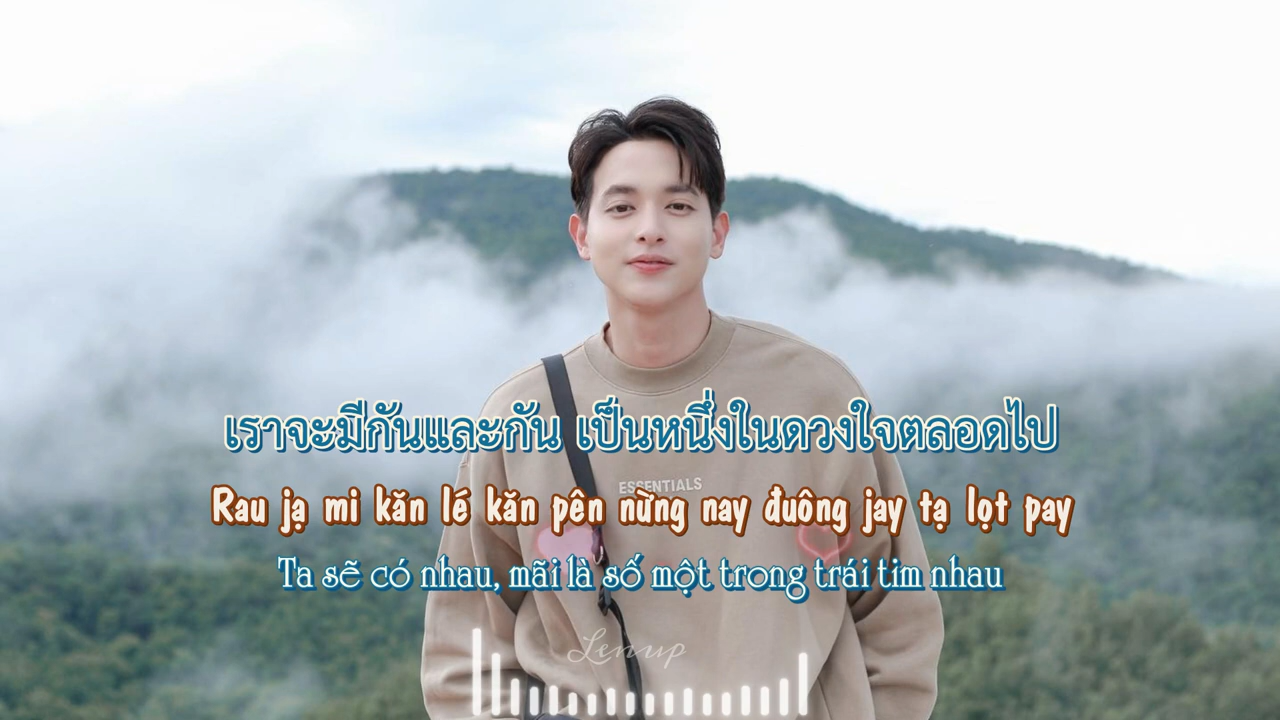 เราจะมีกันและกัน เป็นหนึ่งในดวงใจตลอดไป
ESSENTIALS
Rau jạ mi kăn lé kăn pên nừng nay đuông jay tạ lọt pay
Ta sẽ có nhau, mãi là số một trong trái tim nhau
Lenup